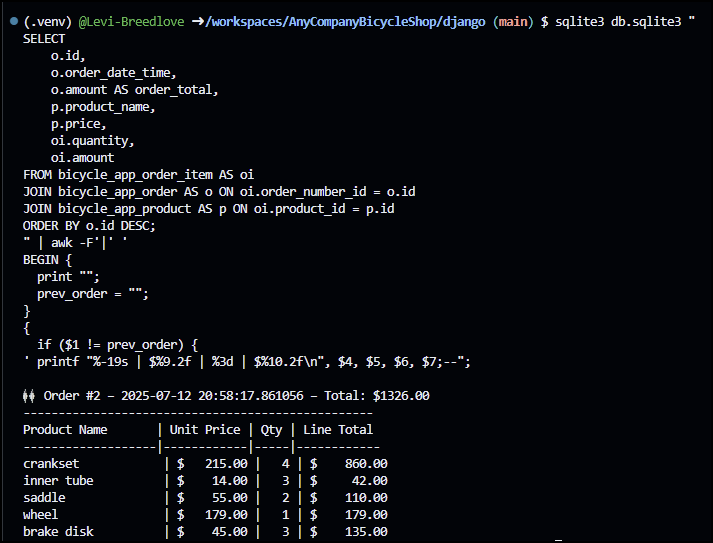 (.venv) @Levi-Breedlove ➜/workspaces/AnyCompanyBicycleShop/django (main) $ sqlite3 db.sqlite3 "
SELECT
    o.id,
    o.order_date_time,
    o.amount AS order_total,
    p.product_name,
    p.price,
    oi.quantity,
    oi.amount
FROM bicycle_app_order_item AS oi
JOIN bicycle_app_order AS o ON oi.order_number_id = o.id
JOIN bicycle_app_product AS p ON oi.product_id = p.id
ORDER BY o.id DESC;
" | awk -F'|' '
BEGIN {
  print "";
  prev_order = "";
}
{
  if ($1 != prev_order) {
' printf "%-19s | $%9.2f | %3d | $%10.2f\n", $4, $5, $6, $7;--";
Order #2 – 2025-07-12 20:58:17.861056 – Total: $1326.00
--------------------------------------------------
Product Name       | Unit Price | Qty | Line Total
-------------------|------------|-----|------------
crankset            | $   215.00 |   4 | $    860.00
inner tube          | $    14.00 |   3 | $     42.00
saddle              | $    55.00 |   2 | $    110.00
wheel               | $   179.00 |   1 | $    179.00
brake disk          | $    45.00 |   3 | $    135.00